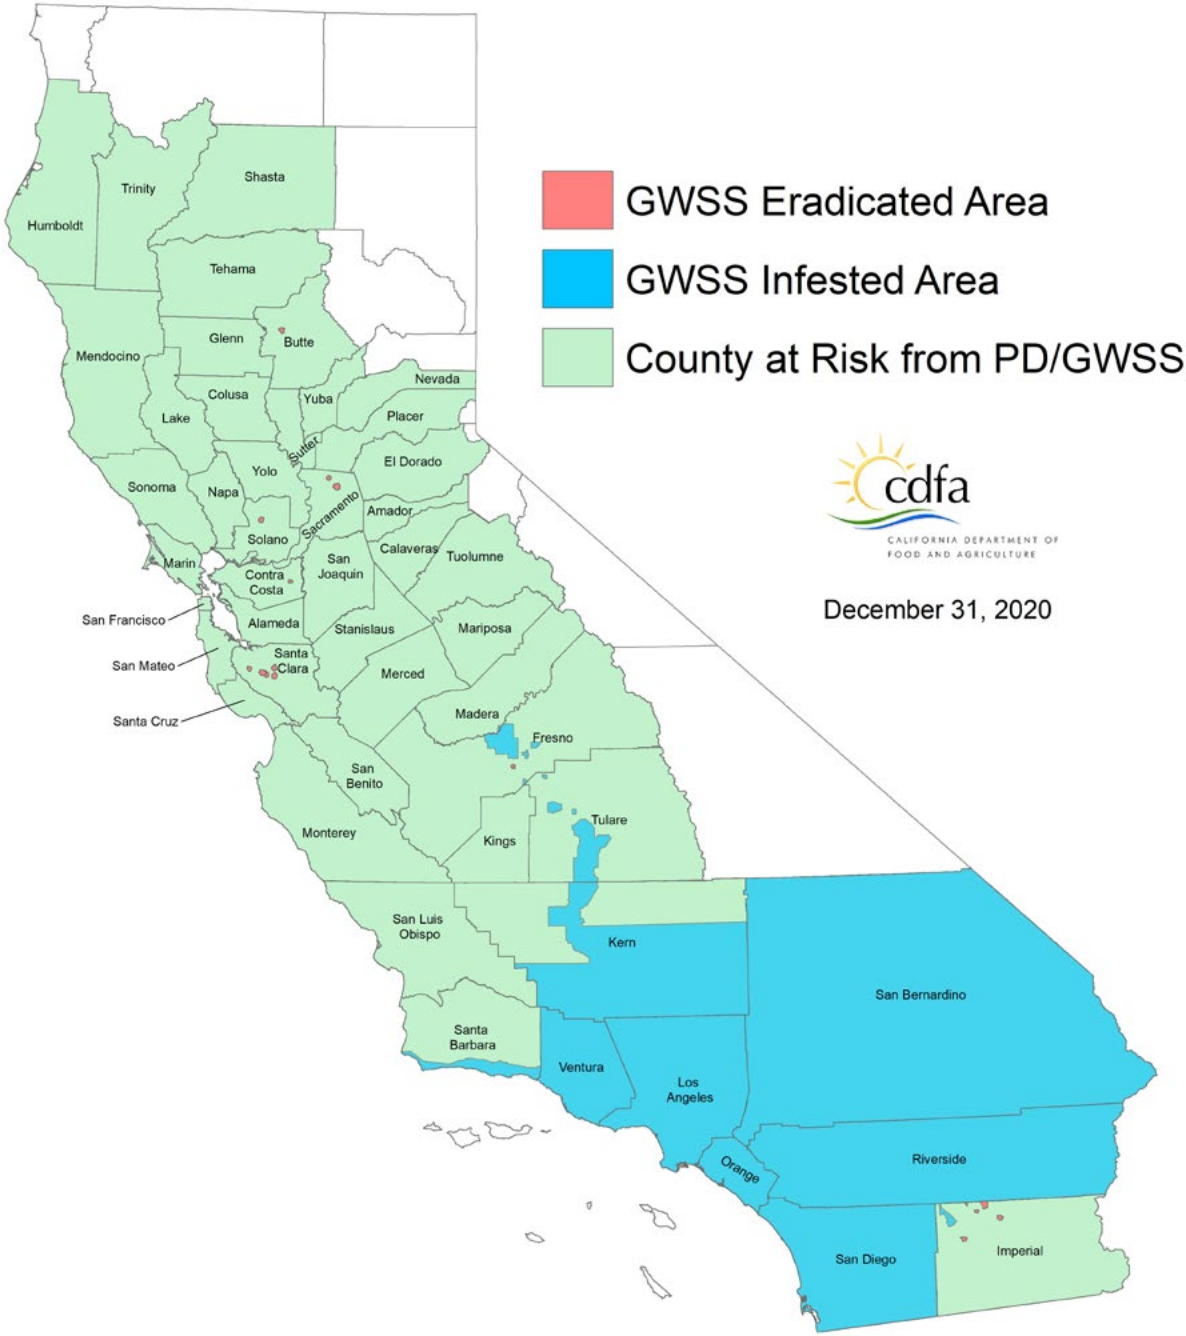 GWSS Eradicated Area
GWSS Infested Area
County at Risk from PD/GWSS
cdfa
CALIFORNIA DEPARTMENT OF
FOOD AND AGRICULTURE
December 31, 2020
Shasta
Trinity
Humboldt
Tehama
Glenn
Butte
Mendocino
Nevada
Colusa
Yuba
Lake
Placer
Sutter
El Dorado
Yolo
Sonoma
Napa
Sacramento
Amador
Solano
Calaveras
Tuolumne
Marin
San
Joaquin
Contra
Costa
San Francisco
Alameda
Stanislaus
Mariposa
Santa
Clara
San Mateo
Merced
Santa Cruz
Madera
Fresno
San
Benito
Tulare
Monterey
Kings
San Luis
Obispo
Kern
San Bernardino
Santa
Barbara
Ventura
Los
Angeles
Orange
Riverside
San Diego
Imperial